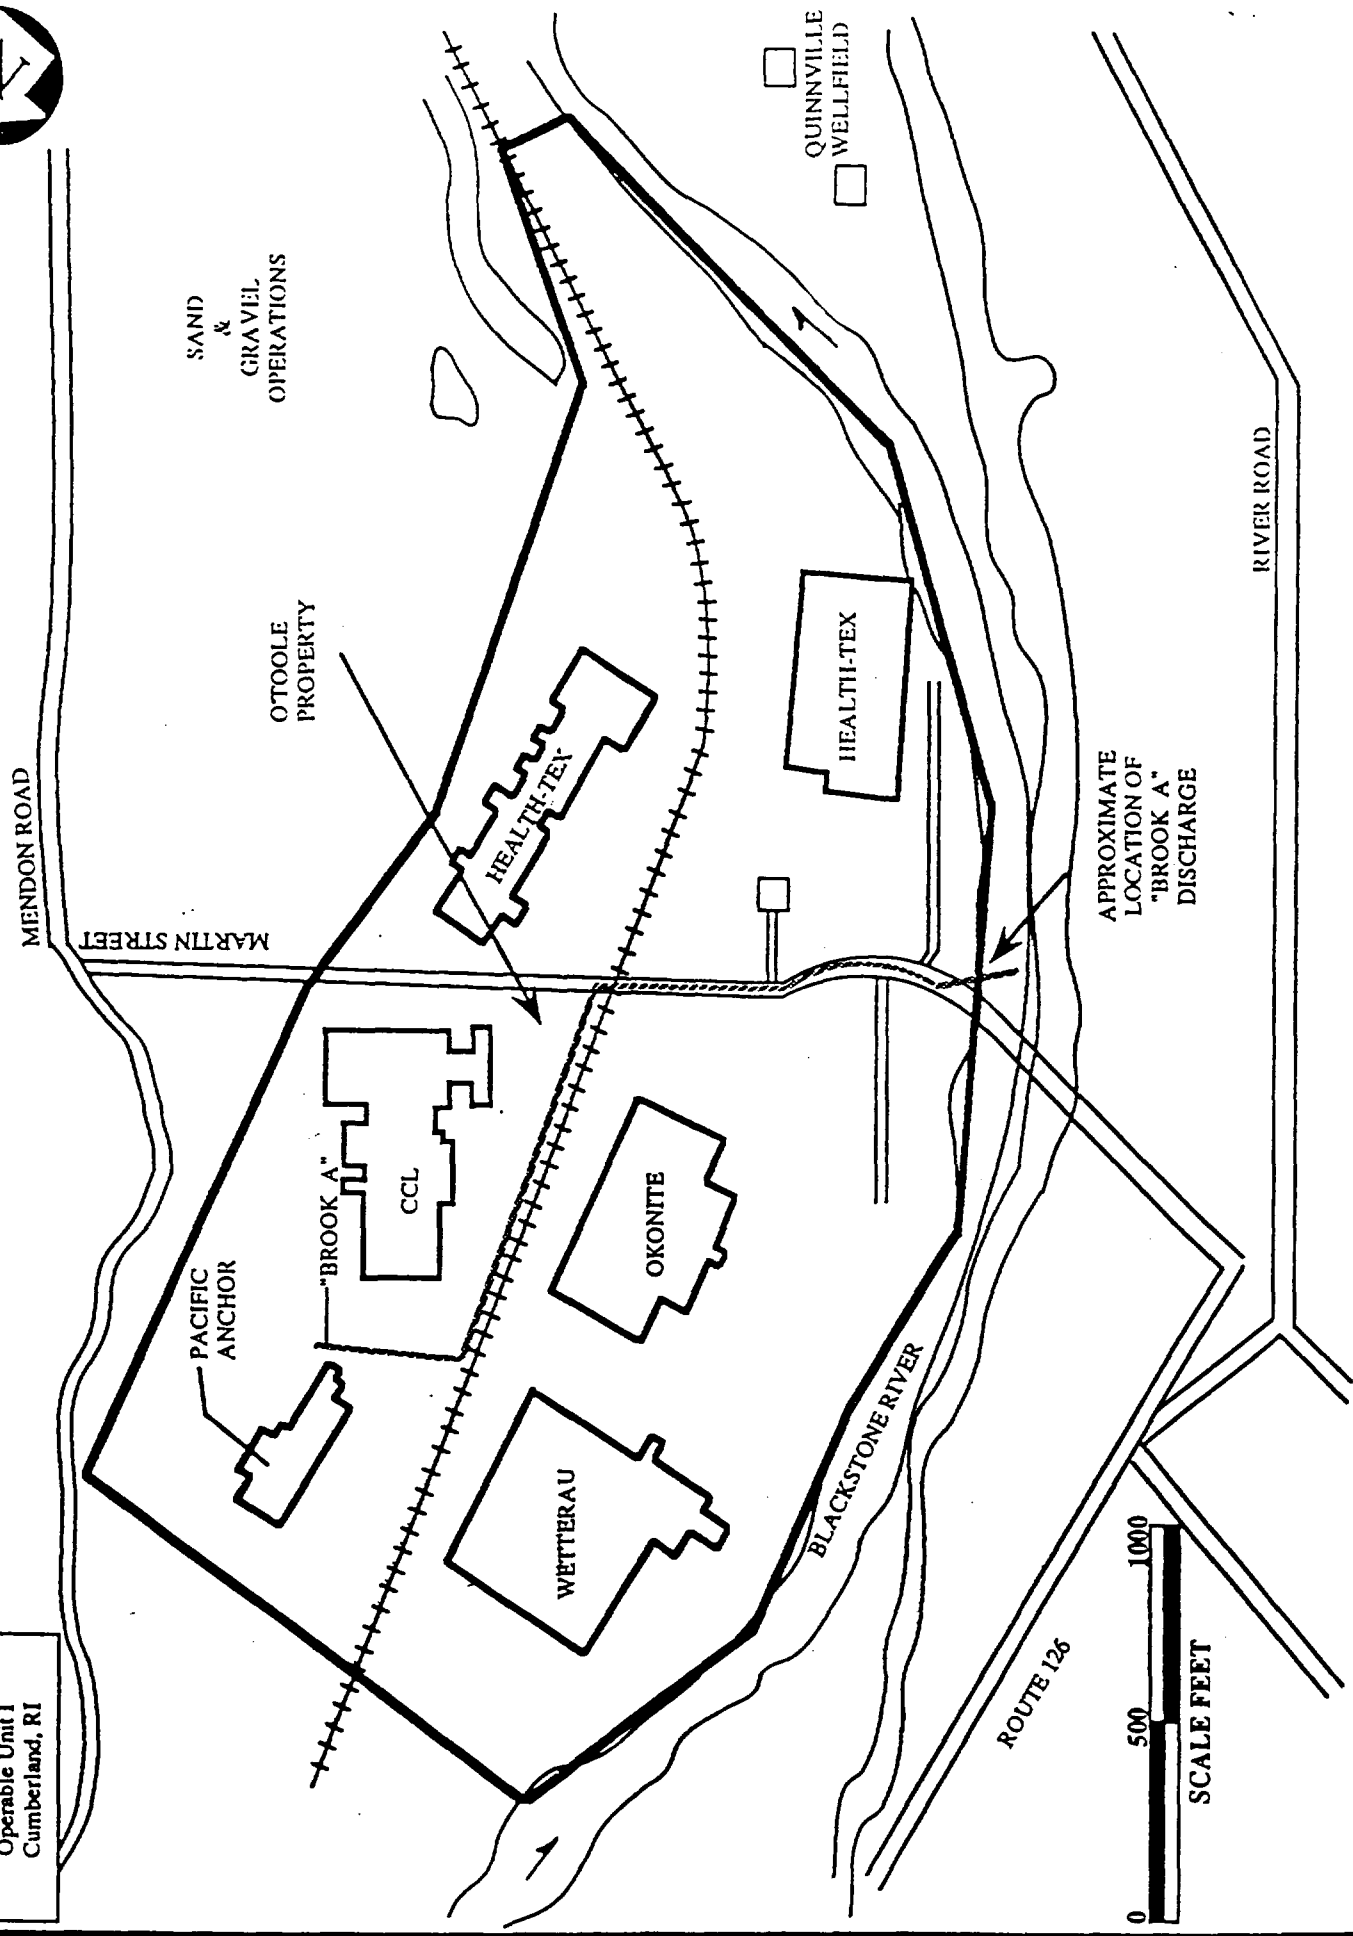 Operable Unit 1
Cumberland, RI
MENDON ROAD
MARTIN STREET
SAND
&
GRAVEL
OPERATIONS
OTOOLE
PROPERTY
PACIFIC
ANCHOR
"BROOK A"
CCL
HEALTH-TEX
WETTERAU
OKONITE
HEALTH-TEX
QUINNVILLE
WELLFIELD
BLACKSTONE RIVER
APPROXIMATE
LOCATION OF
"BROOK A"
DISCHARGE
RIVER ROAD
ROUTE 126
0 500 1000
SCALE FEET